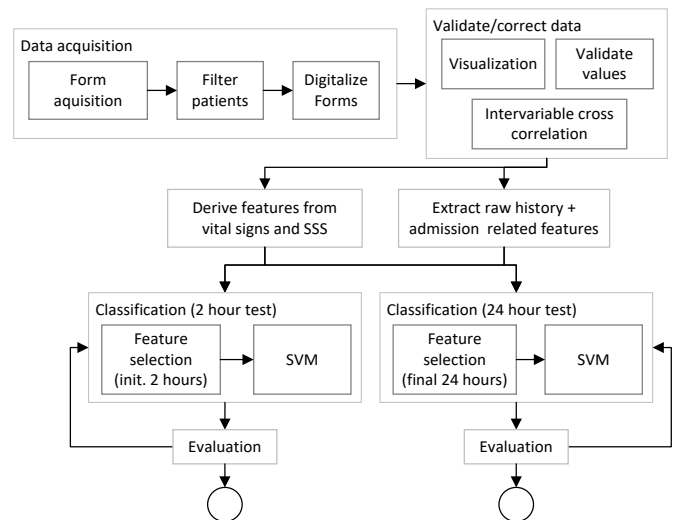 Data acquisition
Form
aquisition
Filter
patients
Digitalize
Forms
Validate/correct data
Visualization
Validate
values
Intervariable cross
correlation
Derive features from
vital signs and SSS
Extract raw history +
admission related features
Classification (2 hour test)
Feature
selection
(init. 2 hours)
SVM
Classification (24 hour test)
Feature
selection
(final 24 hours)
SVM
Evaluation
Evaluation